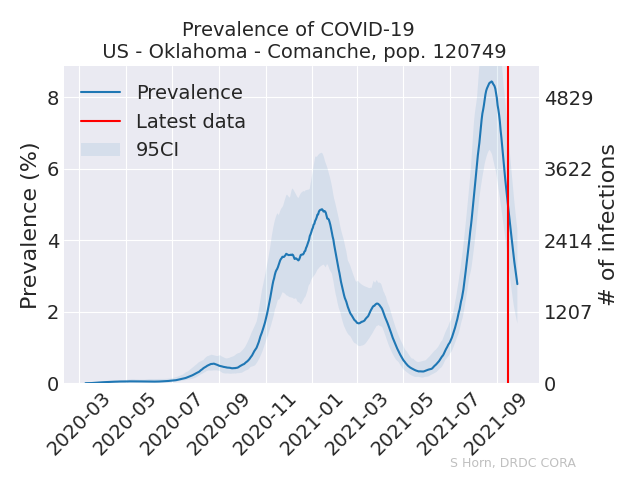 Prevalence of COVID-19
US - Oklahoma - Comanche, pop. 120749
Prevalence
Latest data
95CI
Prevalence (%)
8
6
4
2
0
# of infections
4829
3622
2414
1207
0
2020-03
2020-05
2020-07
2020-09
2020-11
2021-01
2021-03
2021-05
2021-07
2021-09
S Horn, DRDC CORA